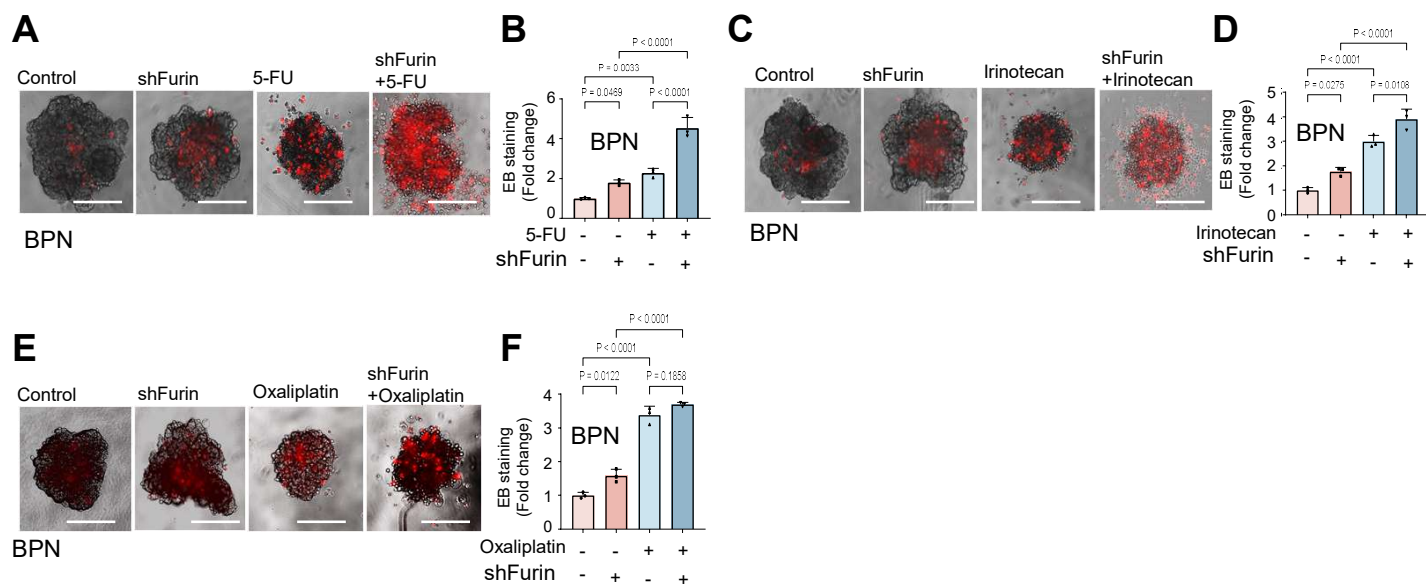 A
Control
shFurin
5-FU
shFurin
+5-FU
BPN
B
P < 0.0001
P = 0.0033
P = 0.0469
P < 0.0001
BPN
EB staining
(Fold change)
6
4
2
0
5-FU - - + +
shFurin - + - +
C
Control
shFurin
Irinotecan
shFurin
+Irinotecan
BPN
D
P < 0.0001
P < 0.0001
P = 0.0275
P = 0.0106
BPN
EB staining
(Fold change)
5
4
3
2
1
0
Irinotecan - - + +
shFurin - + - +
E
Control
shFurin
Oxaliplatin
shFurin
+Oxaliplatin
BPN
F
P < 0.0001
P < 0.0001
P = 0.0122
P = 0.1858
BPN
EB staining
(Fold change)
4
3
2
1
0
Oxaliplatin - - + +
shFurin - + - +